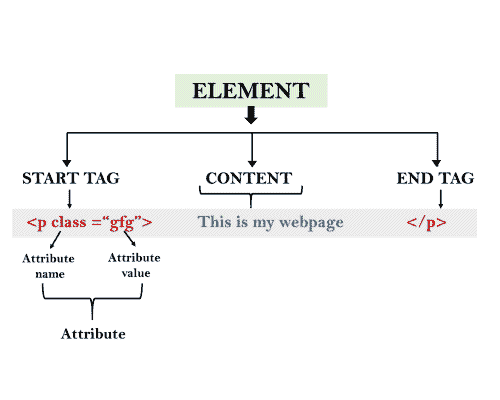 ELEMENT
START TAG CONTENT END TAG
<p class =“gfg”> This is my webpage </p>
Attribute name
Attribute value
Attribute